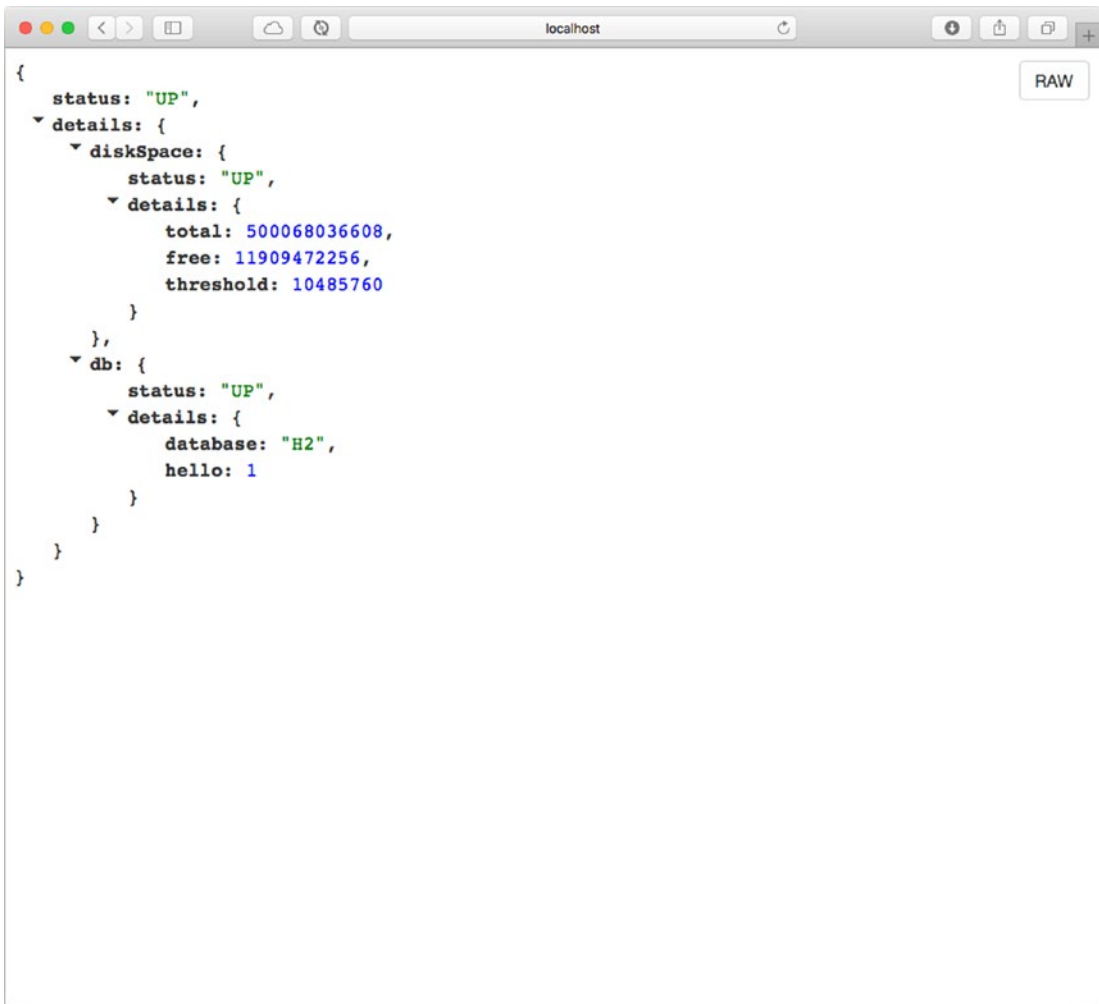 localhost
RAW
{
status: "UP",
details: {
diskSpace: {
status: "UP",
details: {
total: 500068036608,
free: 11909472256,
threshold: 10485760
}
},
db: {
status: "UP",
details: {
database: "H2",
hello: 1
}
}
}
}